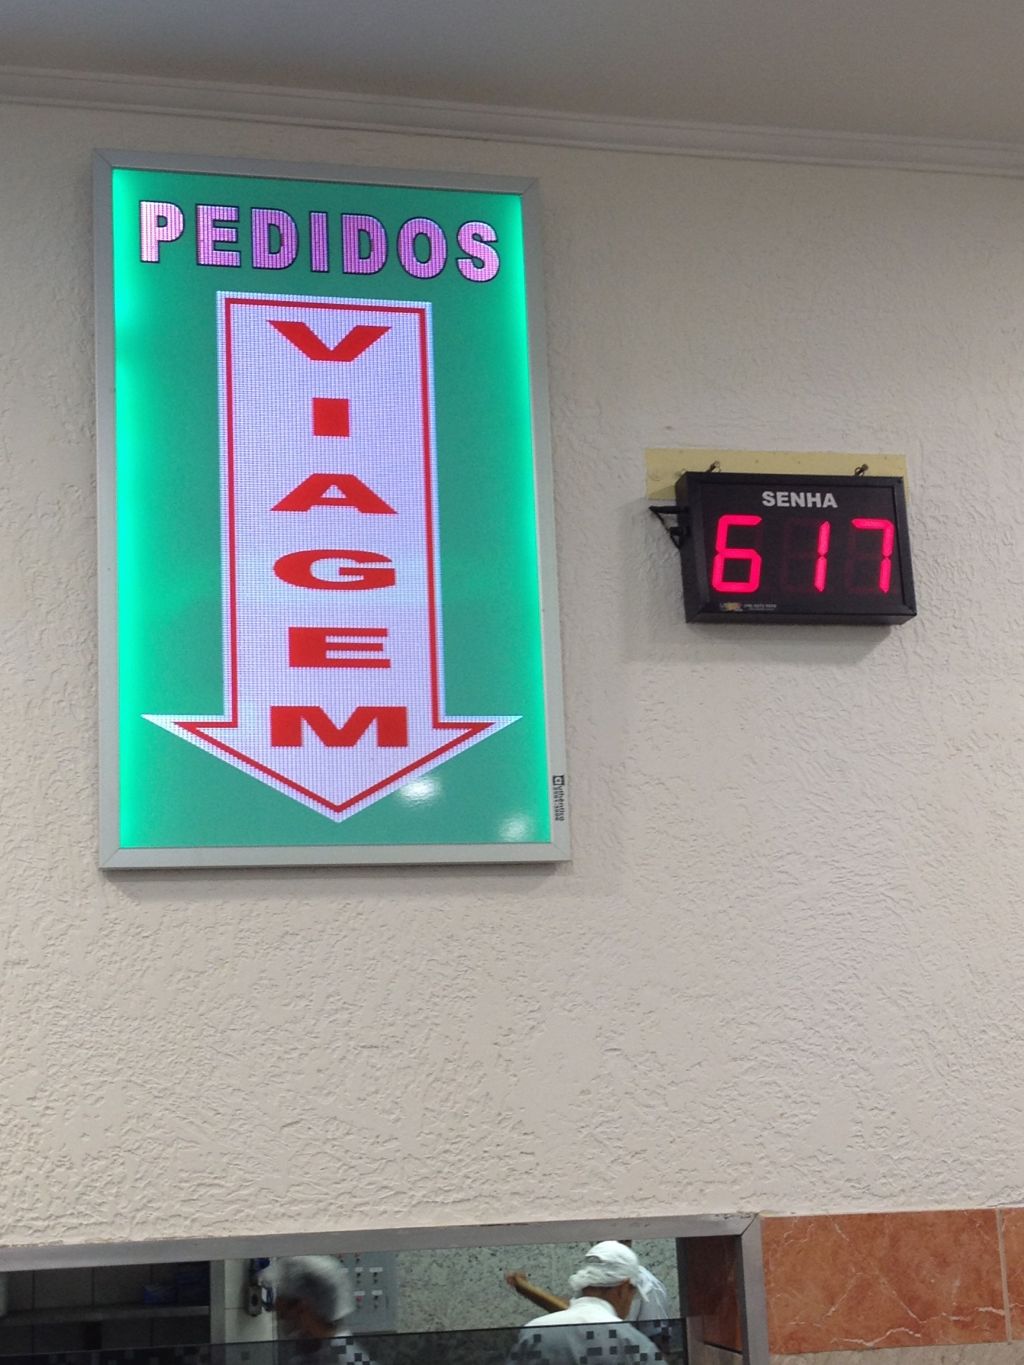 PEDIDOS
VIAGEM
SENHA
617